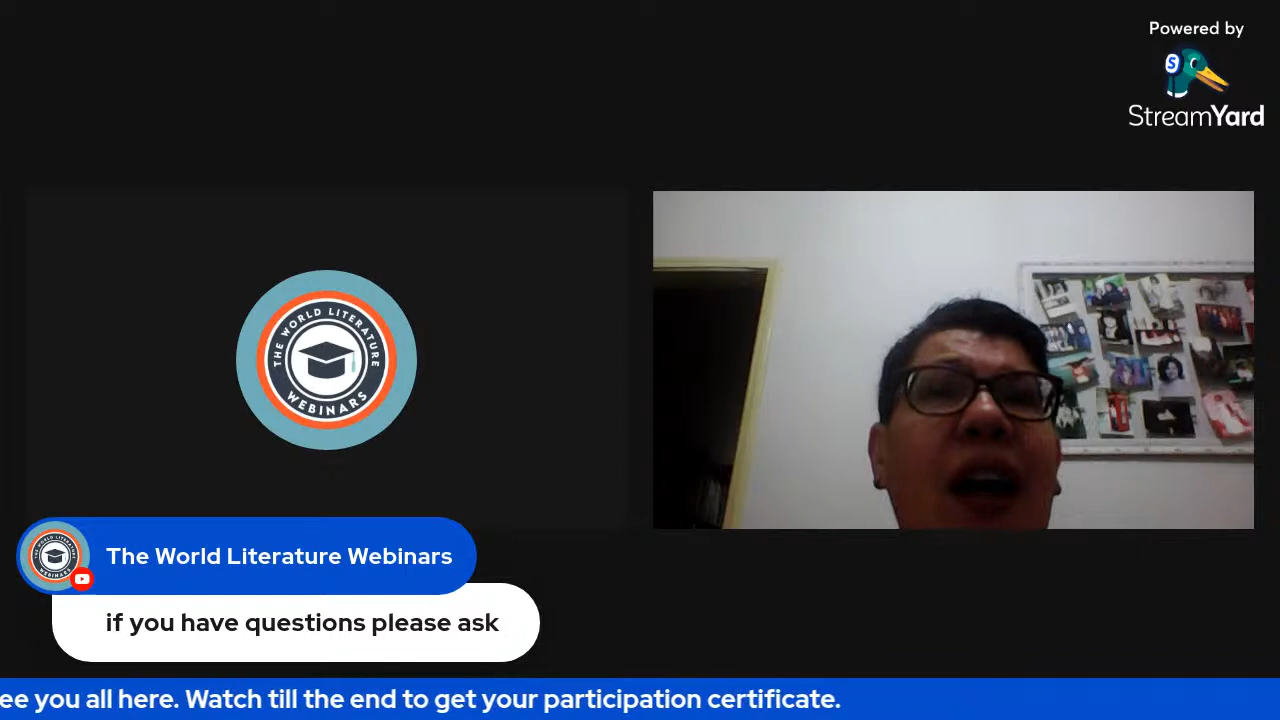 Powered by
StreamYard
THE WORLD LITERATURE
WEBINARS
The World Literature Webinars
if you have questions please ask
ee you all here. Watch till the end to get your participation certificate.